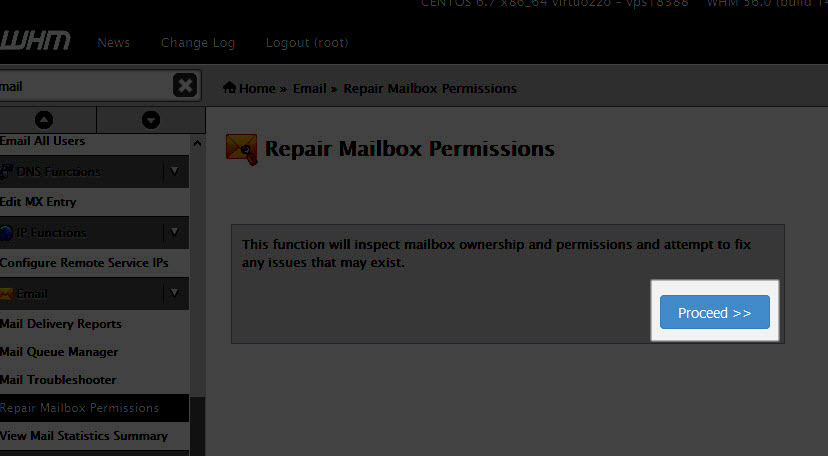 CENTOS 6.7 x86_64 virtuozzo – vps18388 WHM 56.0 (build 14
WHM
News Change Log Logout (root)
mail
Home » Email » Repair Mailbox Permissions
Email All Users
DNS Functions
Edit MX Entry
IP Functions
Configure Remote Service IPs
Email
Mail Delivery Reports
Mail Queue Manager
Mail Troubleshooter
Repair Mailbox Permissions
View Mail Statistics Summary
Repair Mailbox Permissions
This function will inspect mailbox ownership and permissions and attempt to fix
any issues that may exist.
Proceed >>